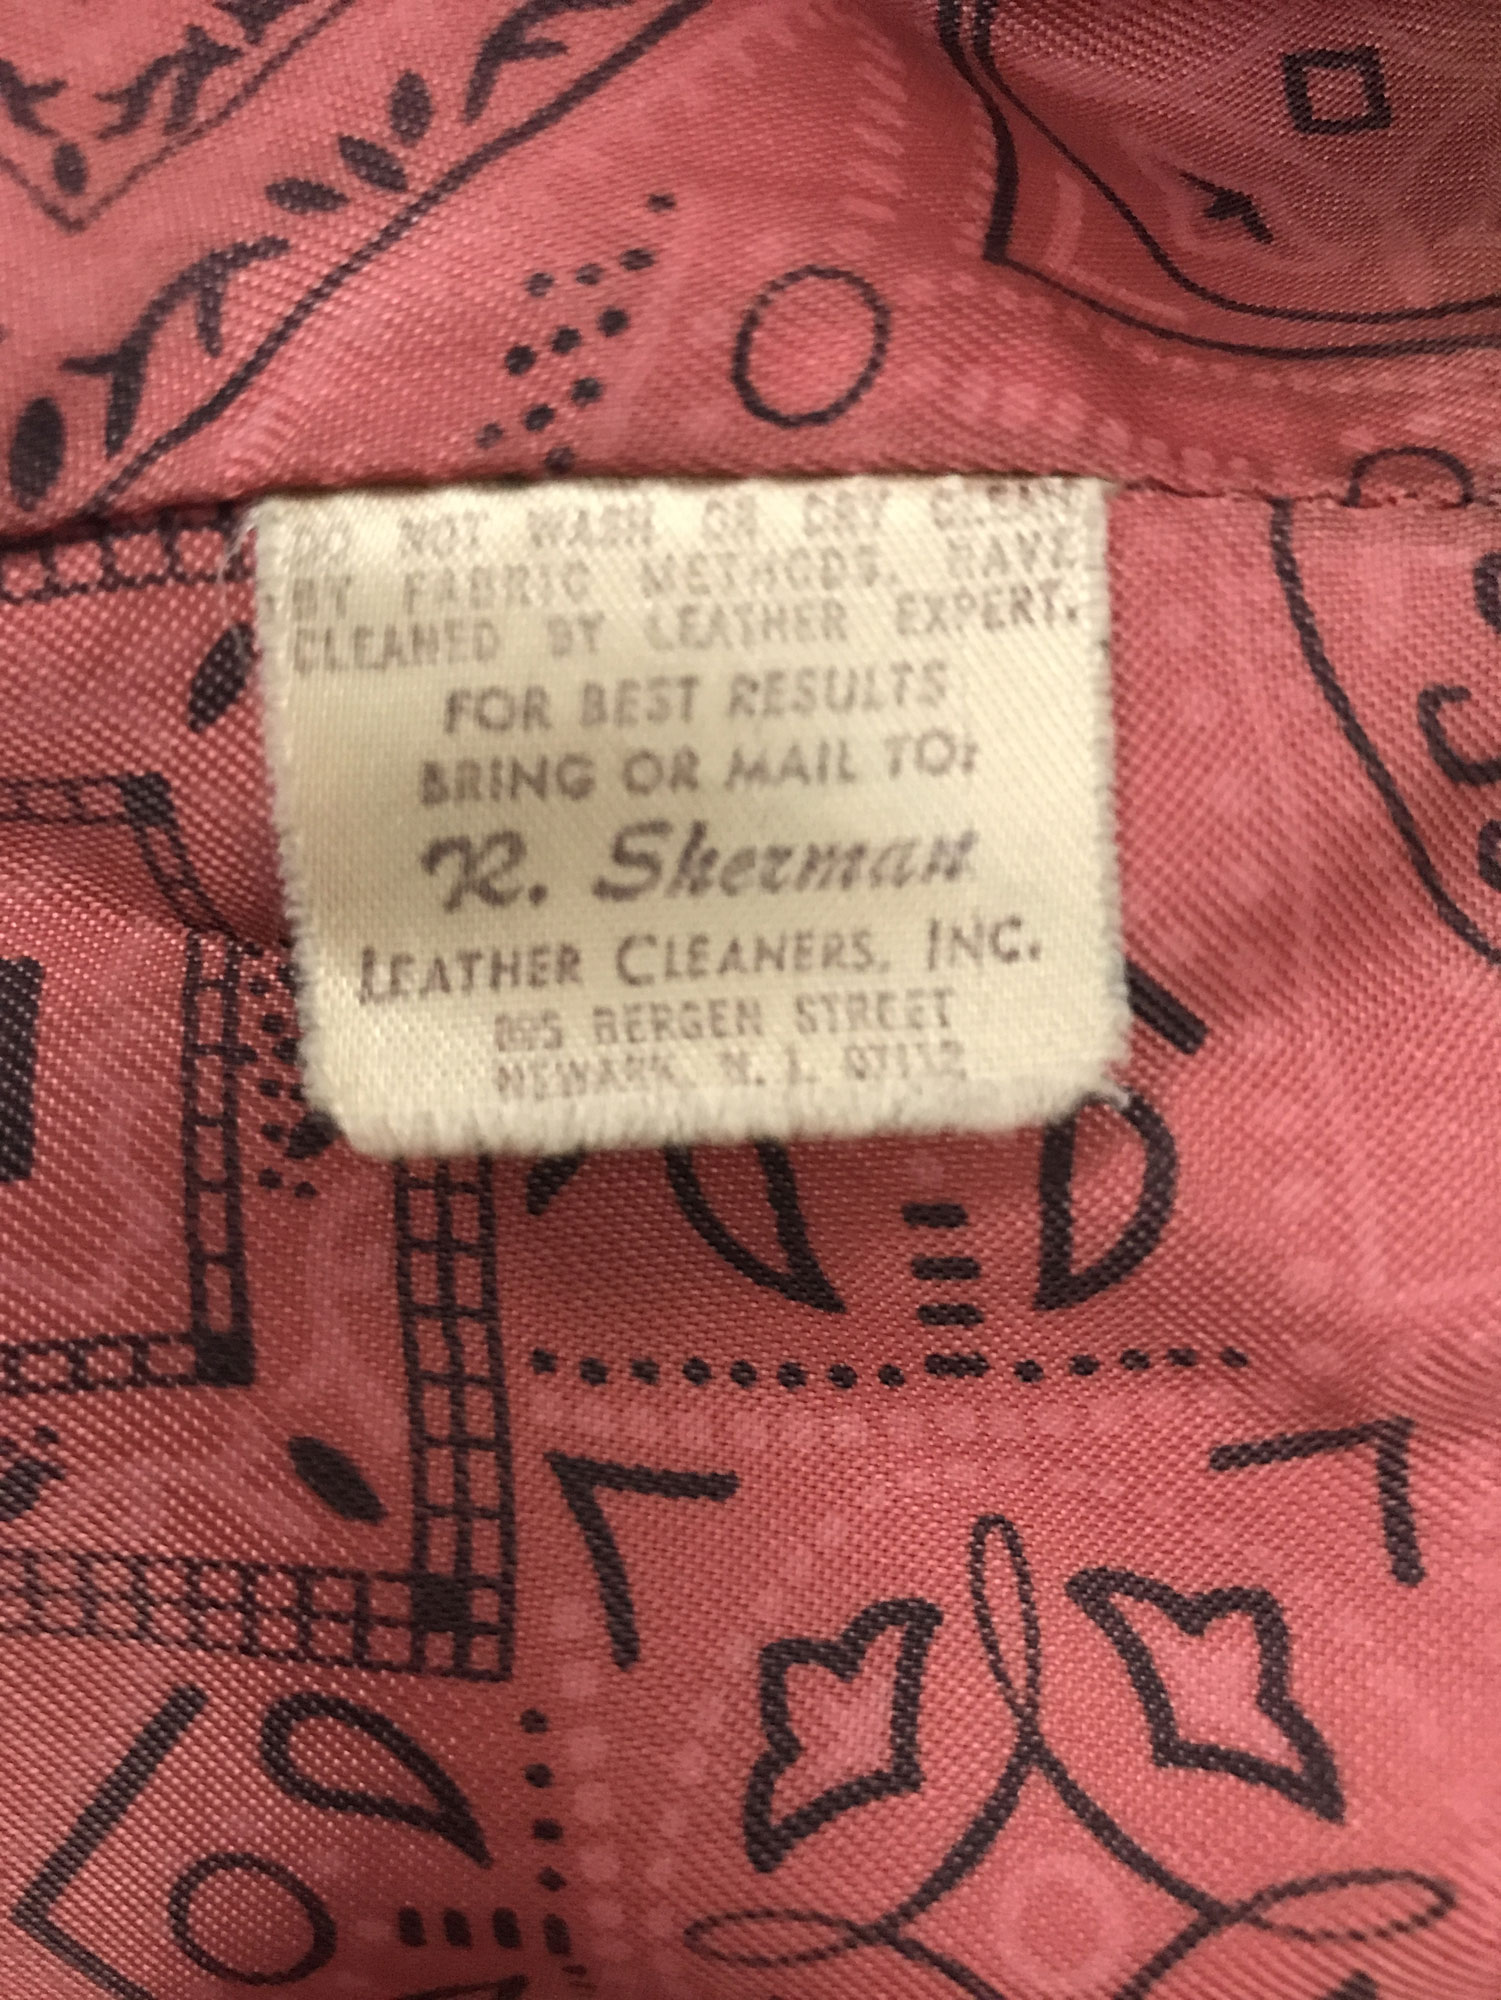 DO NOT WASH OR DRY CLEAN
BY FABRIC METHODS. HAVE
CLEANED BY LEATHER EXPERT.
FOR BEST RESULTS
BRING OR MAIL TO:
R. Sherman
LEATHER CLEANERS, INC.
BERGEN STREET
NEWARK N. J. 07112